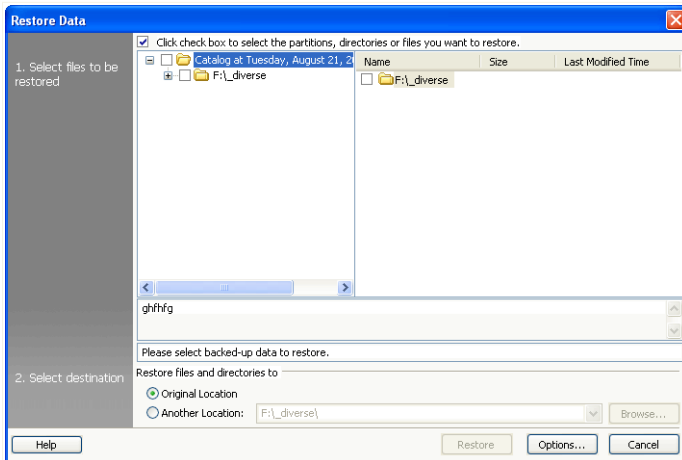 Restore Data
Click check box to select the partitions, directories or files you want to restore.
1. Select files to be
restored
Catalog at Tuesday, August 21, 2
F:\_diverse
Name Size Last Modified Time
F:\_diverse
ghfhfg
Please select backed-up data to restore.
2. Select destination
Restore files and directories to
Original Location
Another Location: F:\_diverse\ Browse...
Help Restore Options... Cancel